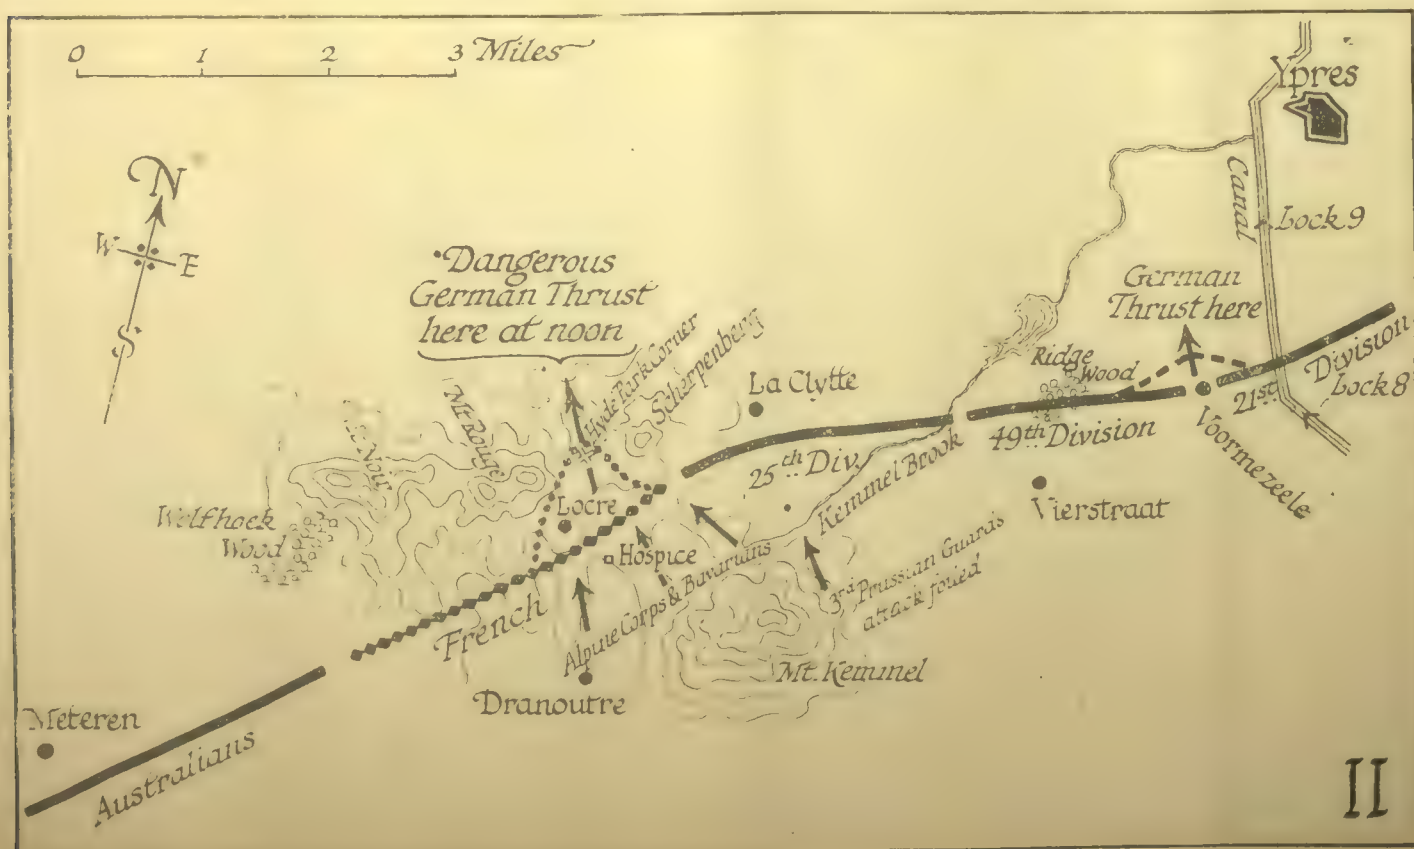 0 1 2 3 Miles
Ypres
N
W E
S
Canal
Lock 9
Dangerous
German Thrust
here at noon
German
Thrust here
Hyde Park Corner
Scherpenberg
Ridge
Wood
La Clytte
Mt. Rouge
Noir
21st Division
Lock 8
25th Div.
49th Division
Voormezeele
Kemmel Brook
Locre
Wood
Hospice
Vierstraat
French
Alpine Corps & Bavarians
3rd Prussian Guards
attack foiled
Mt. Kemmel
Dranoutre
Meteren
Australians
II